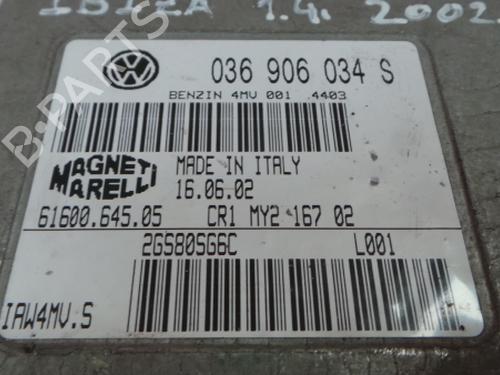 IBIZA 1.4. 2002
036 906 034 S
BENZIN 4MV 001 .4403
MAGNETI
MARELLI
MADE IN ITALY
16.06.02
61600.645.05 CR1 MY2 167 02
2GS80SG6C L001
IAW4MV.S
B-PARTS